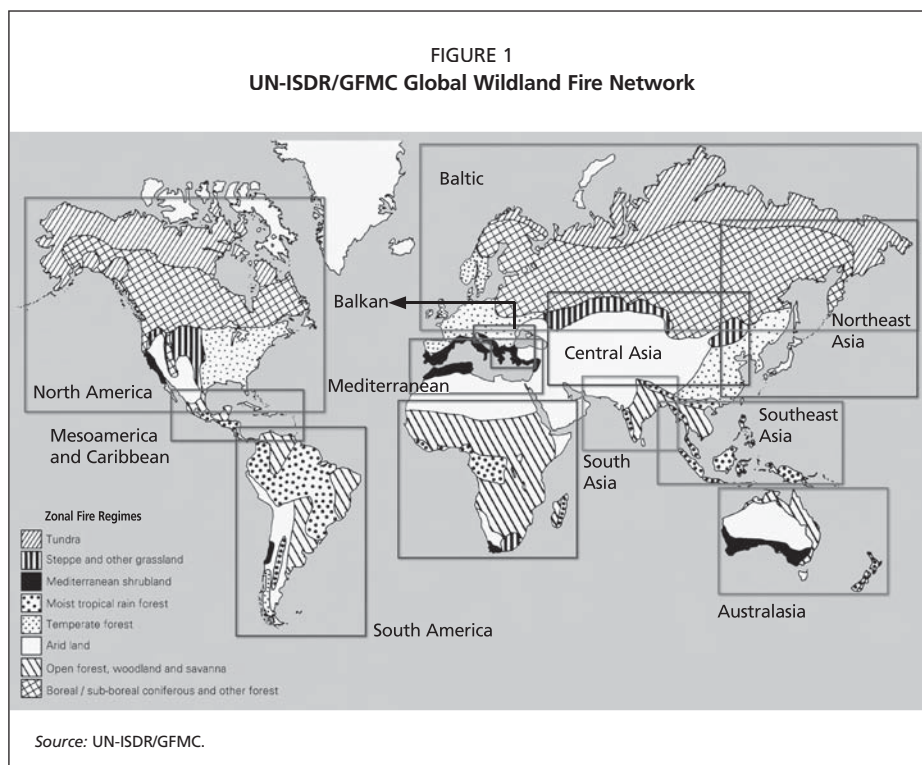 FIGURE 1
UN-ISDR/GFMC Global Wildland Fire Network
Baltic
Balkan
Northeast
Asia
Central Asia
North America
Mediterranean
Mesoamerica
and Caribbean
Southeast
Asia
South
Asia
Zonal Fire Regimes
Tundra
Steppe and other grassland
Mediterranean shrubland
Moist tropical rain forest
Temperate forest
Arid land
Open forest, woodland and savanna
Boreal / sub-boreal coniferous and other forest
Australasia
South America
Source: UN-ISDR/GFMC.